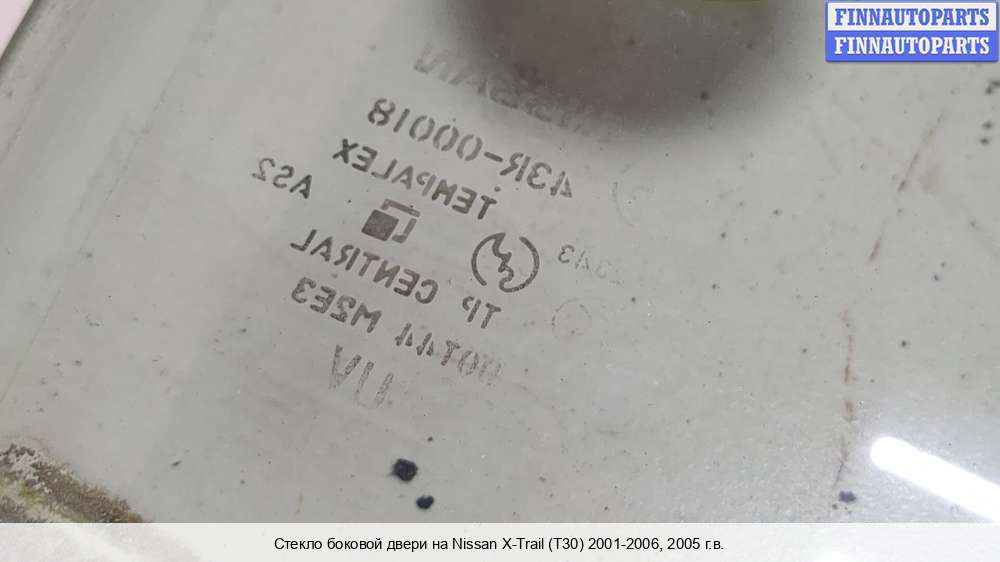 FINNAUTOPARTS
FINNAUTOPARTS
NISSAN
43R-00018
TEMPALEX
AS2
TP CENTRAL
M2E3
Стекло боковой двери на Nissan X-Trail (T30) 2001-2006, 2005 г.в.